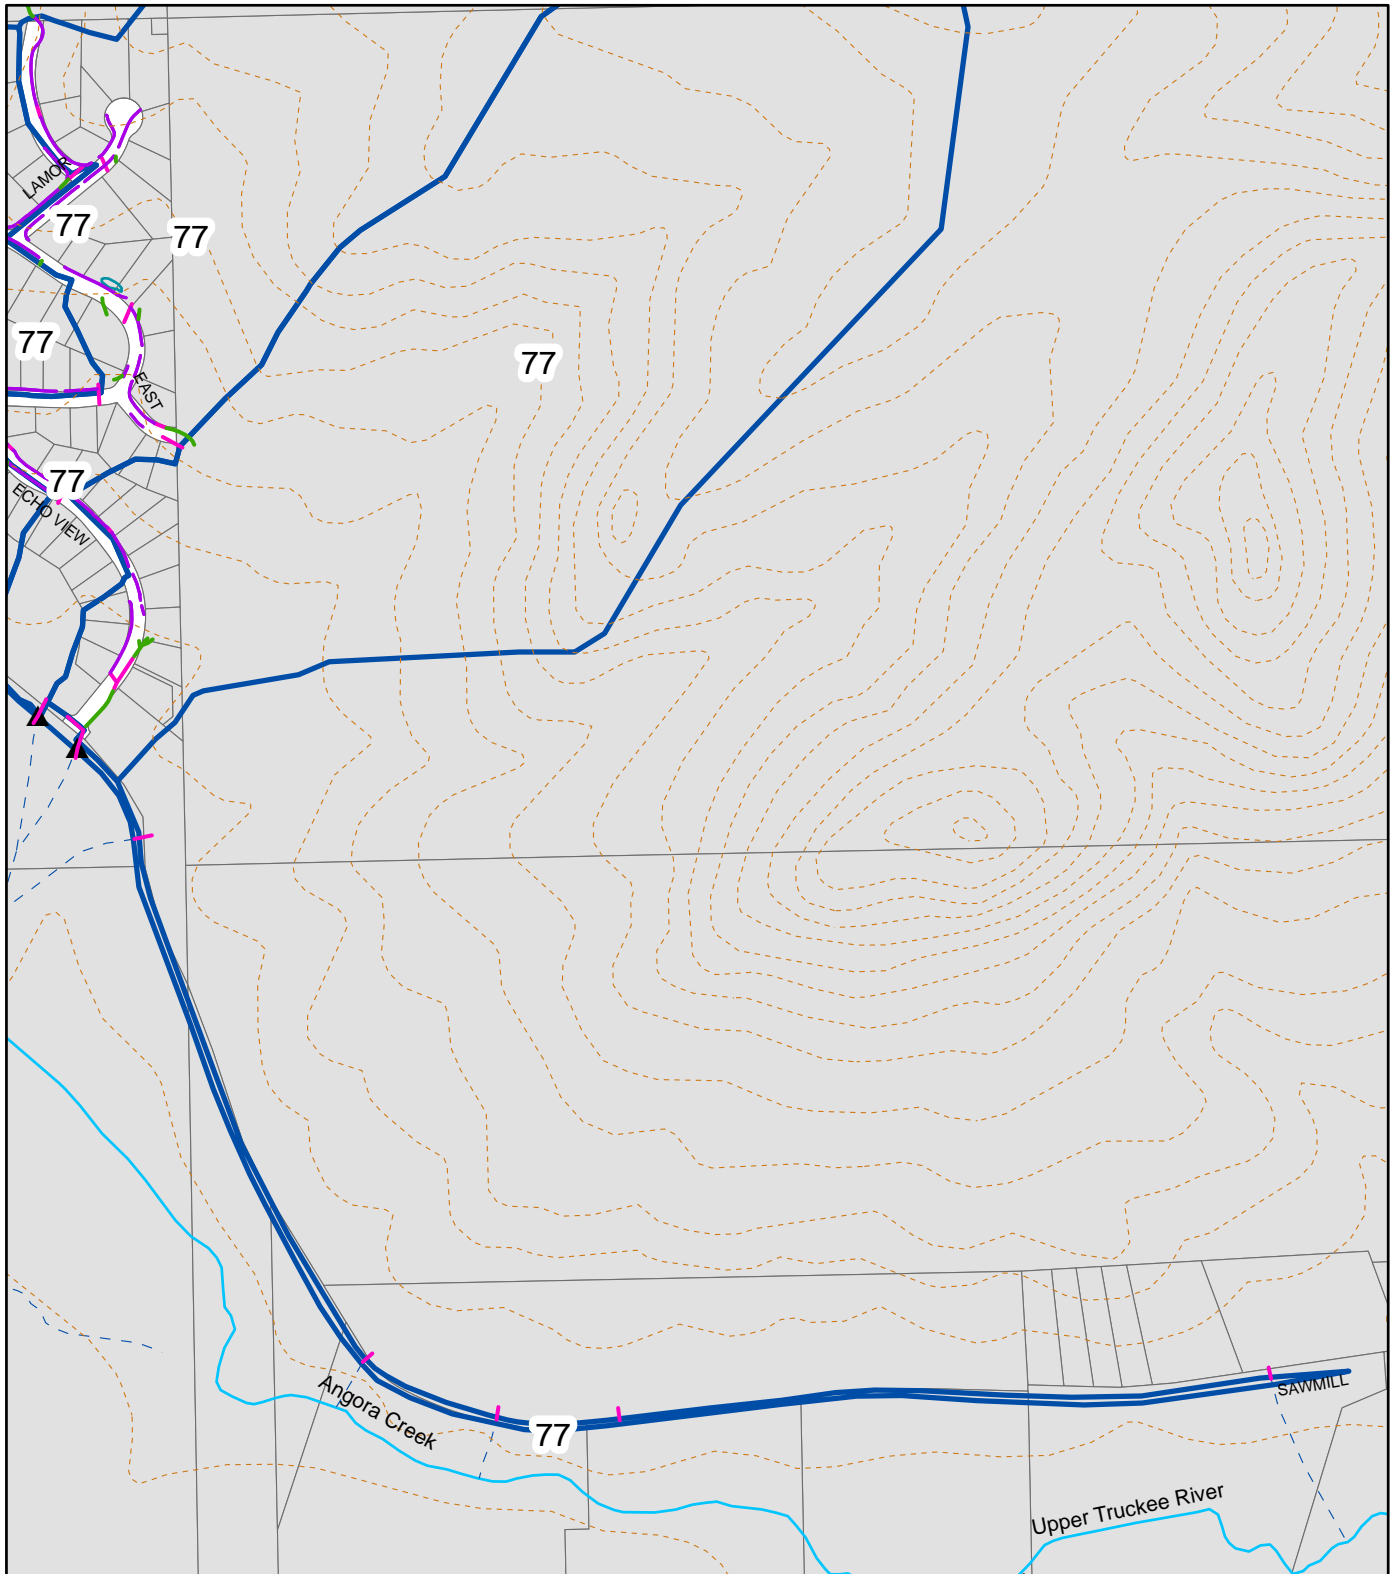 LAMOR
77
77
77
77
EAST
77
ECHO VIEW
Angora Creek
77
SAWMILL
Upper Truckee River